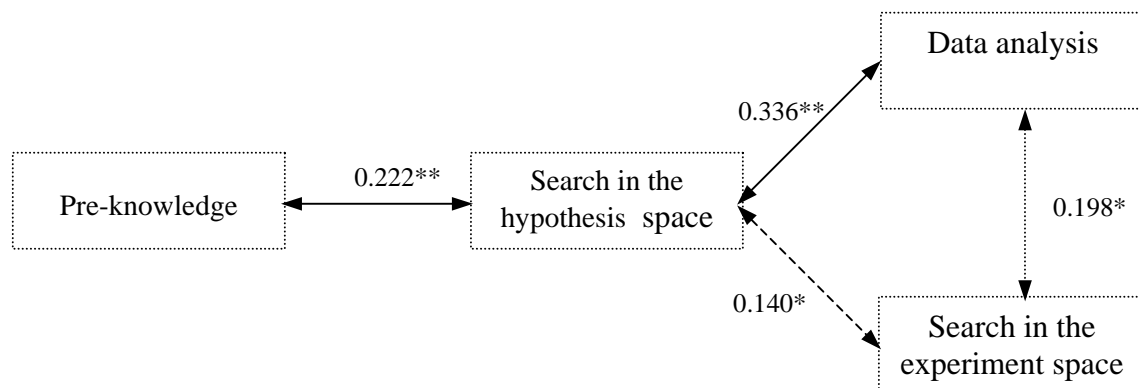 Data analysis
0.336**
Pre-knowledge
0.222**
Search in the
hypothesis space
0.198*
0.140*
Search in the
experiment space